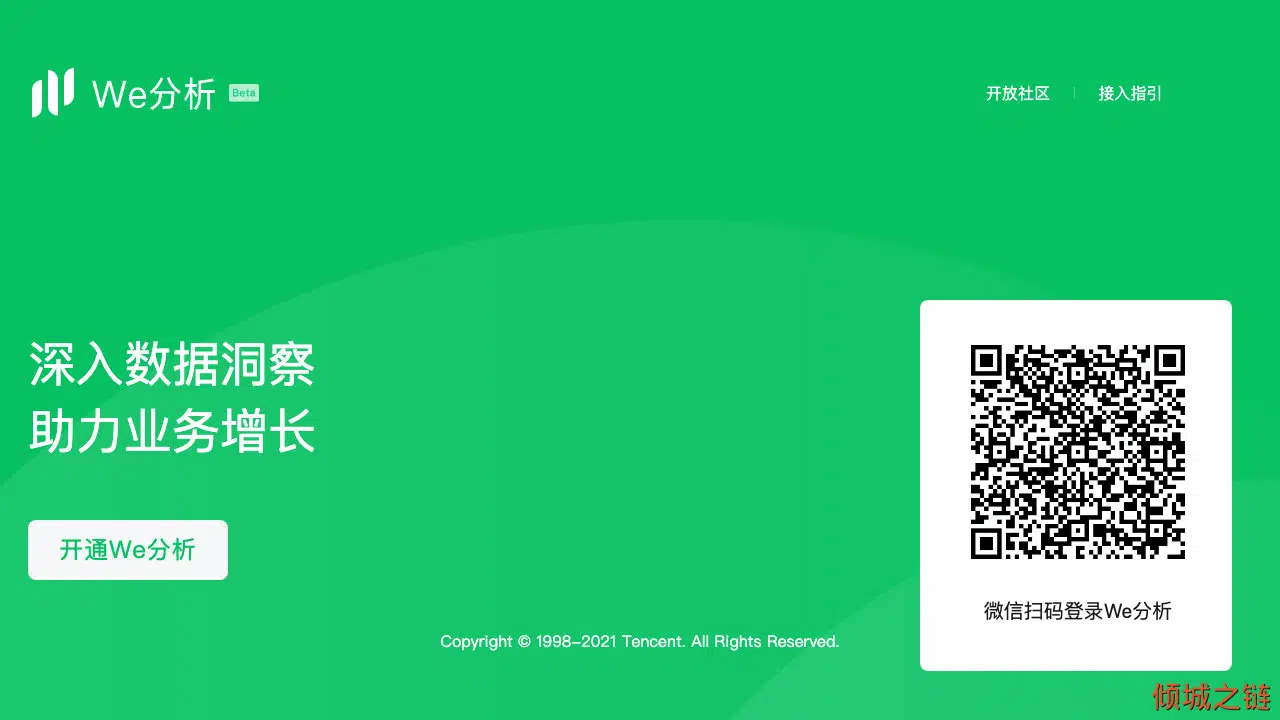 We分析 Beta
开放社区 接入指引
深入数据洞察
助力业务增长
开通We分析
微信扫码登录We分析
Copyright © 1998-2021 Tencent. All Rights Reserved.
倾城之链